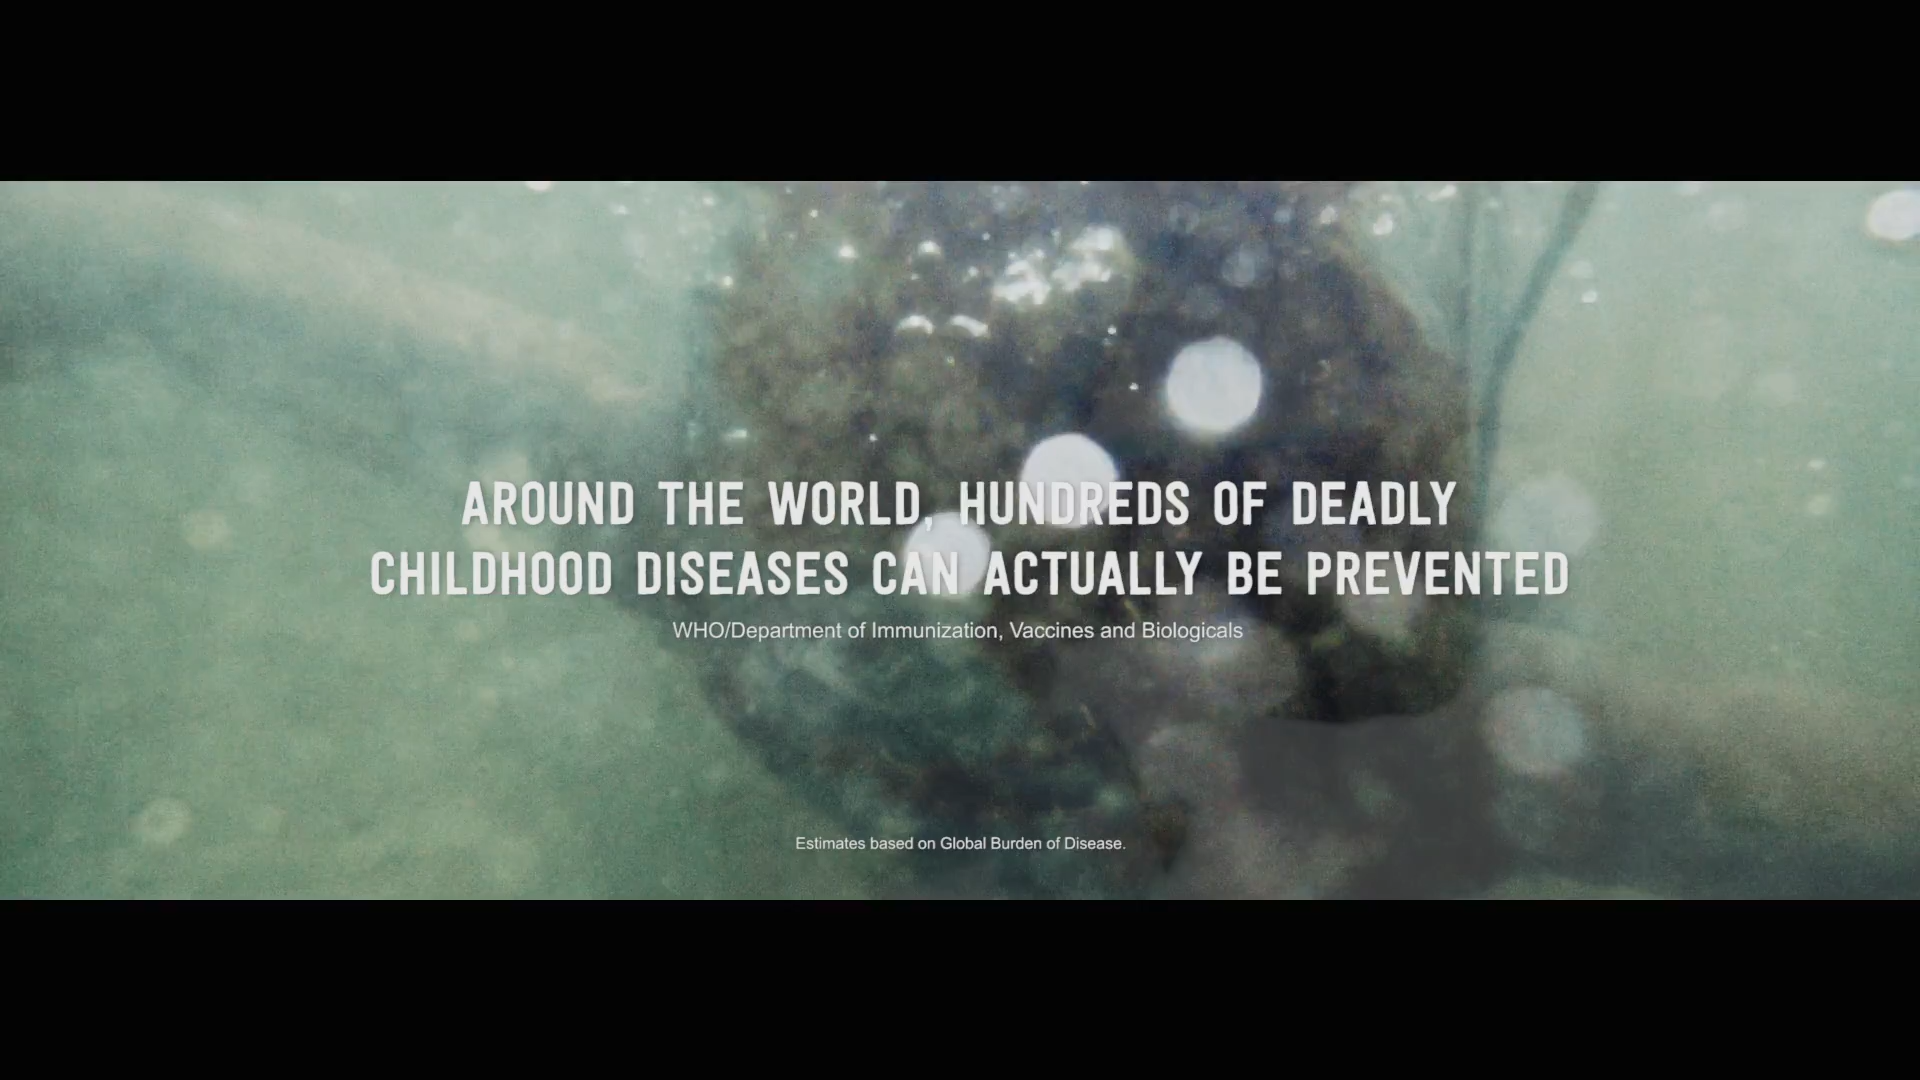 AROUND THE WORLD, HUNDREDS OF DEADLY
CHILDHOOD DISEASES CAN ACTUALLY BE PREVENTED
WHO/Department of Immunization, Vaccines and Biologicals
Estimates based on Global Burden of Disease.